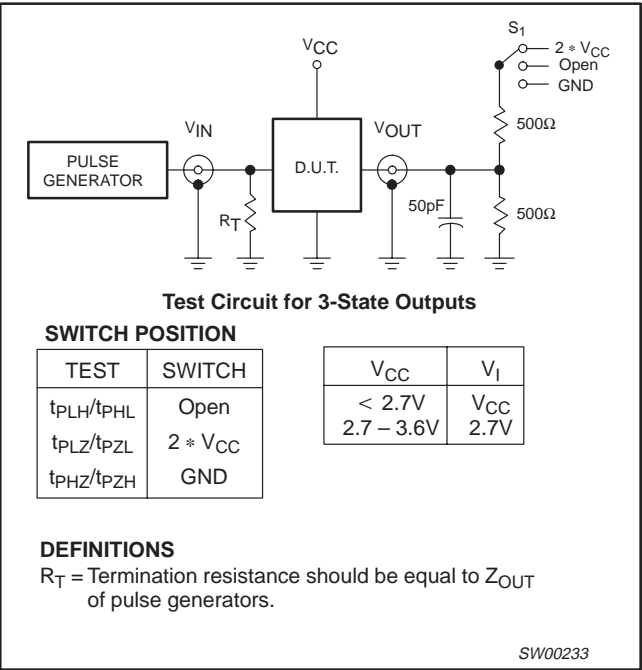 S1
2 * VCC
Open
GND
VCC
500Ω
VIN
VOUT
PULSE
GENERATOR
D.U.T.
RT
50pF
500Ω
Test Circuit for 3-State Outputs
SWITCH POSITION
TEST SWITCH
tPLH/tPHL Open
tPLZ/tPZL 2 * VCC
tPHZ/tPZH GND
VCC VI
< 2.7V VCC
2.7 – 3.6V 2.7V
DEFINITIONS
RT = Termination resistance should be equal to ZOUT
of pulse generators.
SW00233